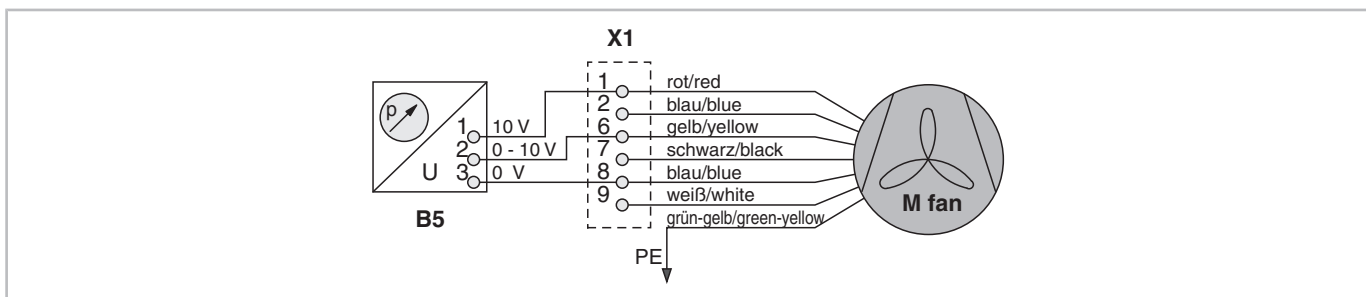 X1
p
U
1 10 V
2 0 - 10 V
3 0 V
B5
1 rot/red
2 blau/blue
6 gelb/yellow
7 schwarz/black
8 blau/blue
9 weiß/white
grün-gelb/green-yellow
PE
M fan